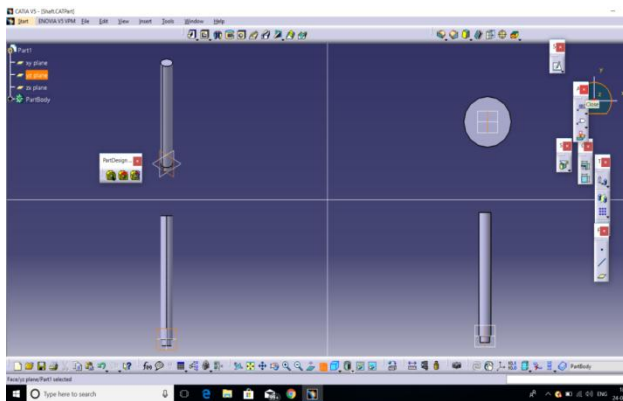 CATIA V5 - [Shaft.CATPart]
Start ENOVIA V5 VPM File Edit View Insert Tools Window Help
Part1
xy plane
yz plane
zx plane
PartBody
PartDesign ...
Close
PartBody
Face/yz plane/Part1 selected
Type here to search
ENG